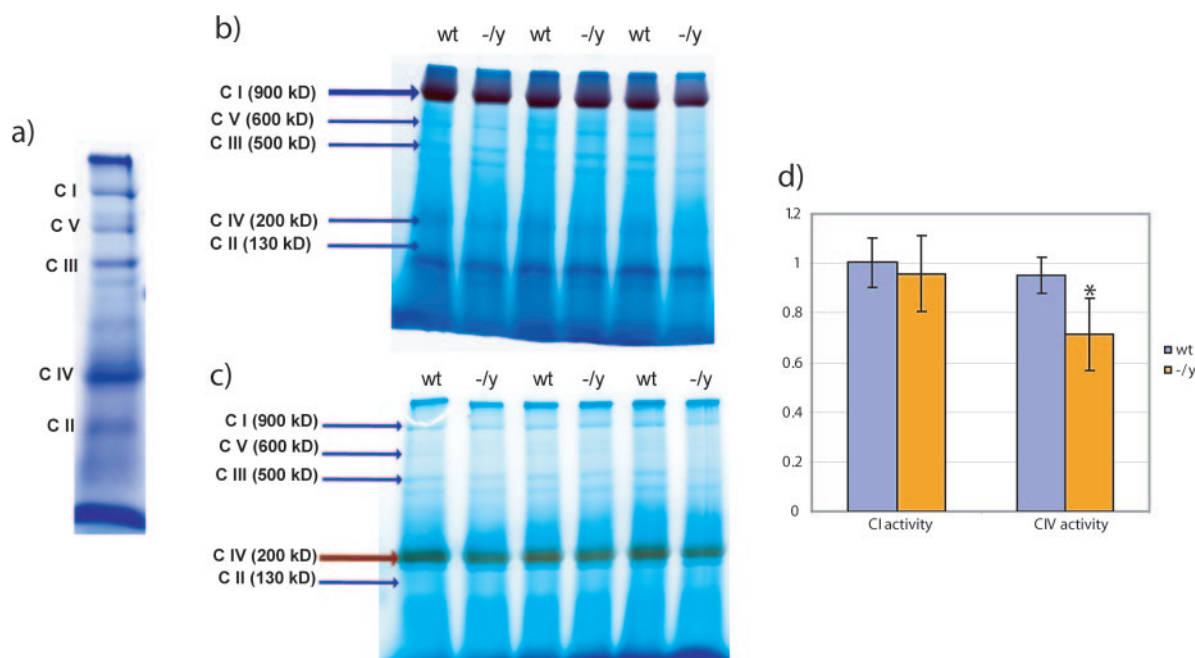 a)
C I
C V
C III
C IV
C II
b)
wt -/y wt -/y wt -/y
C I (900 kD)
C V (600 kD)
C III (500 kD)
C IV (200 kD)
C II (130 kD)
c)
wt -/y wt -/y wt -/y
C I (900 kD)
C V (600 kD)
C III (500 kD)
C IV (200 kD)
C II (130 kD)
d)
1.2
1
0.8
0.6
0.4
0.2
0
*
CI activity CIV activity
wt
-/y